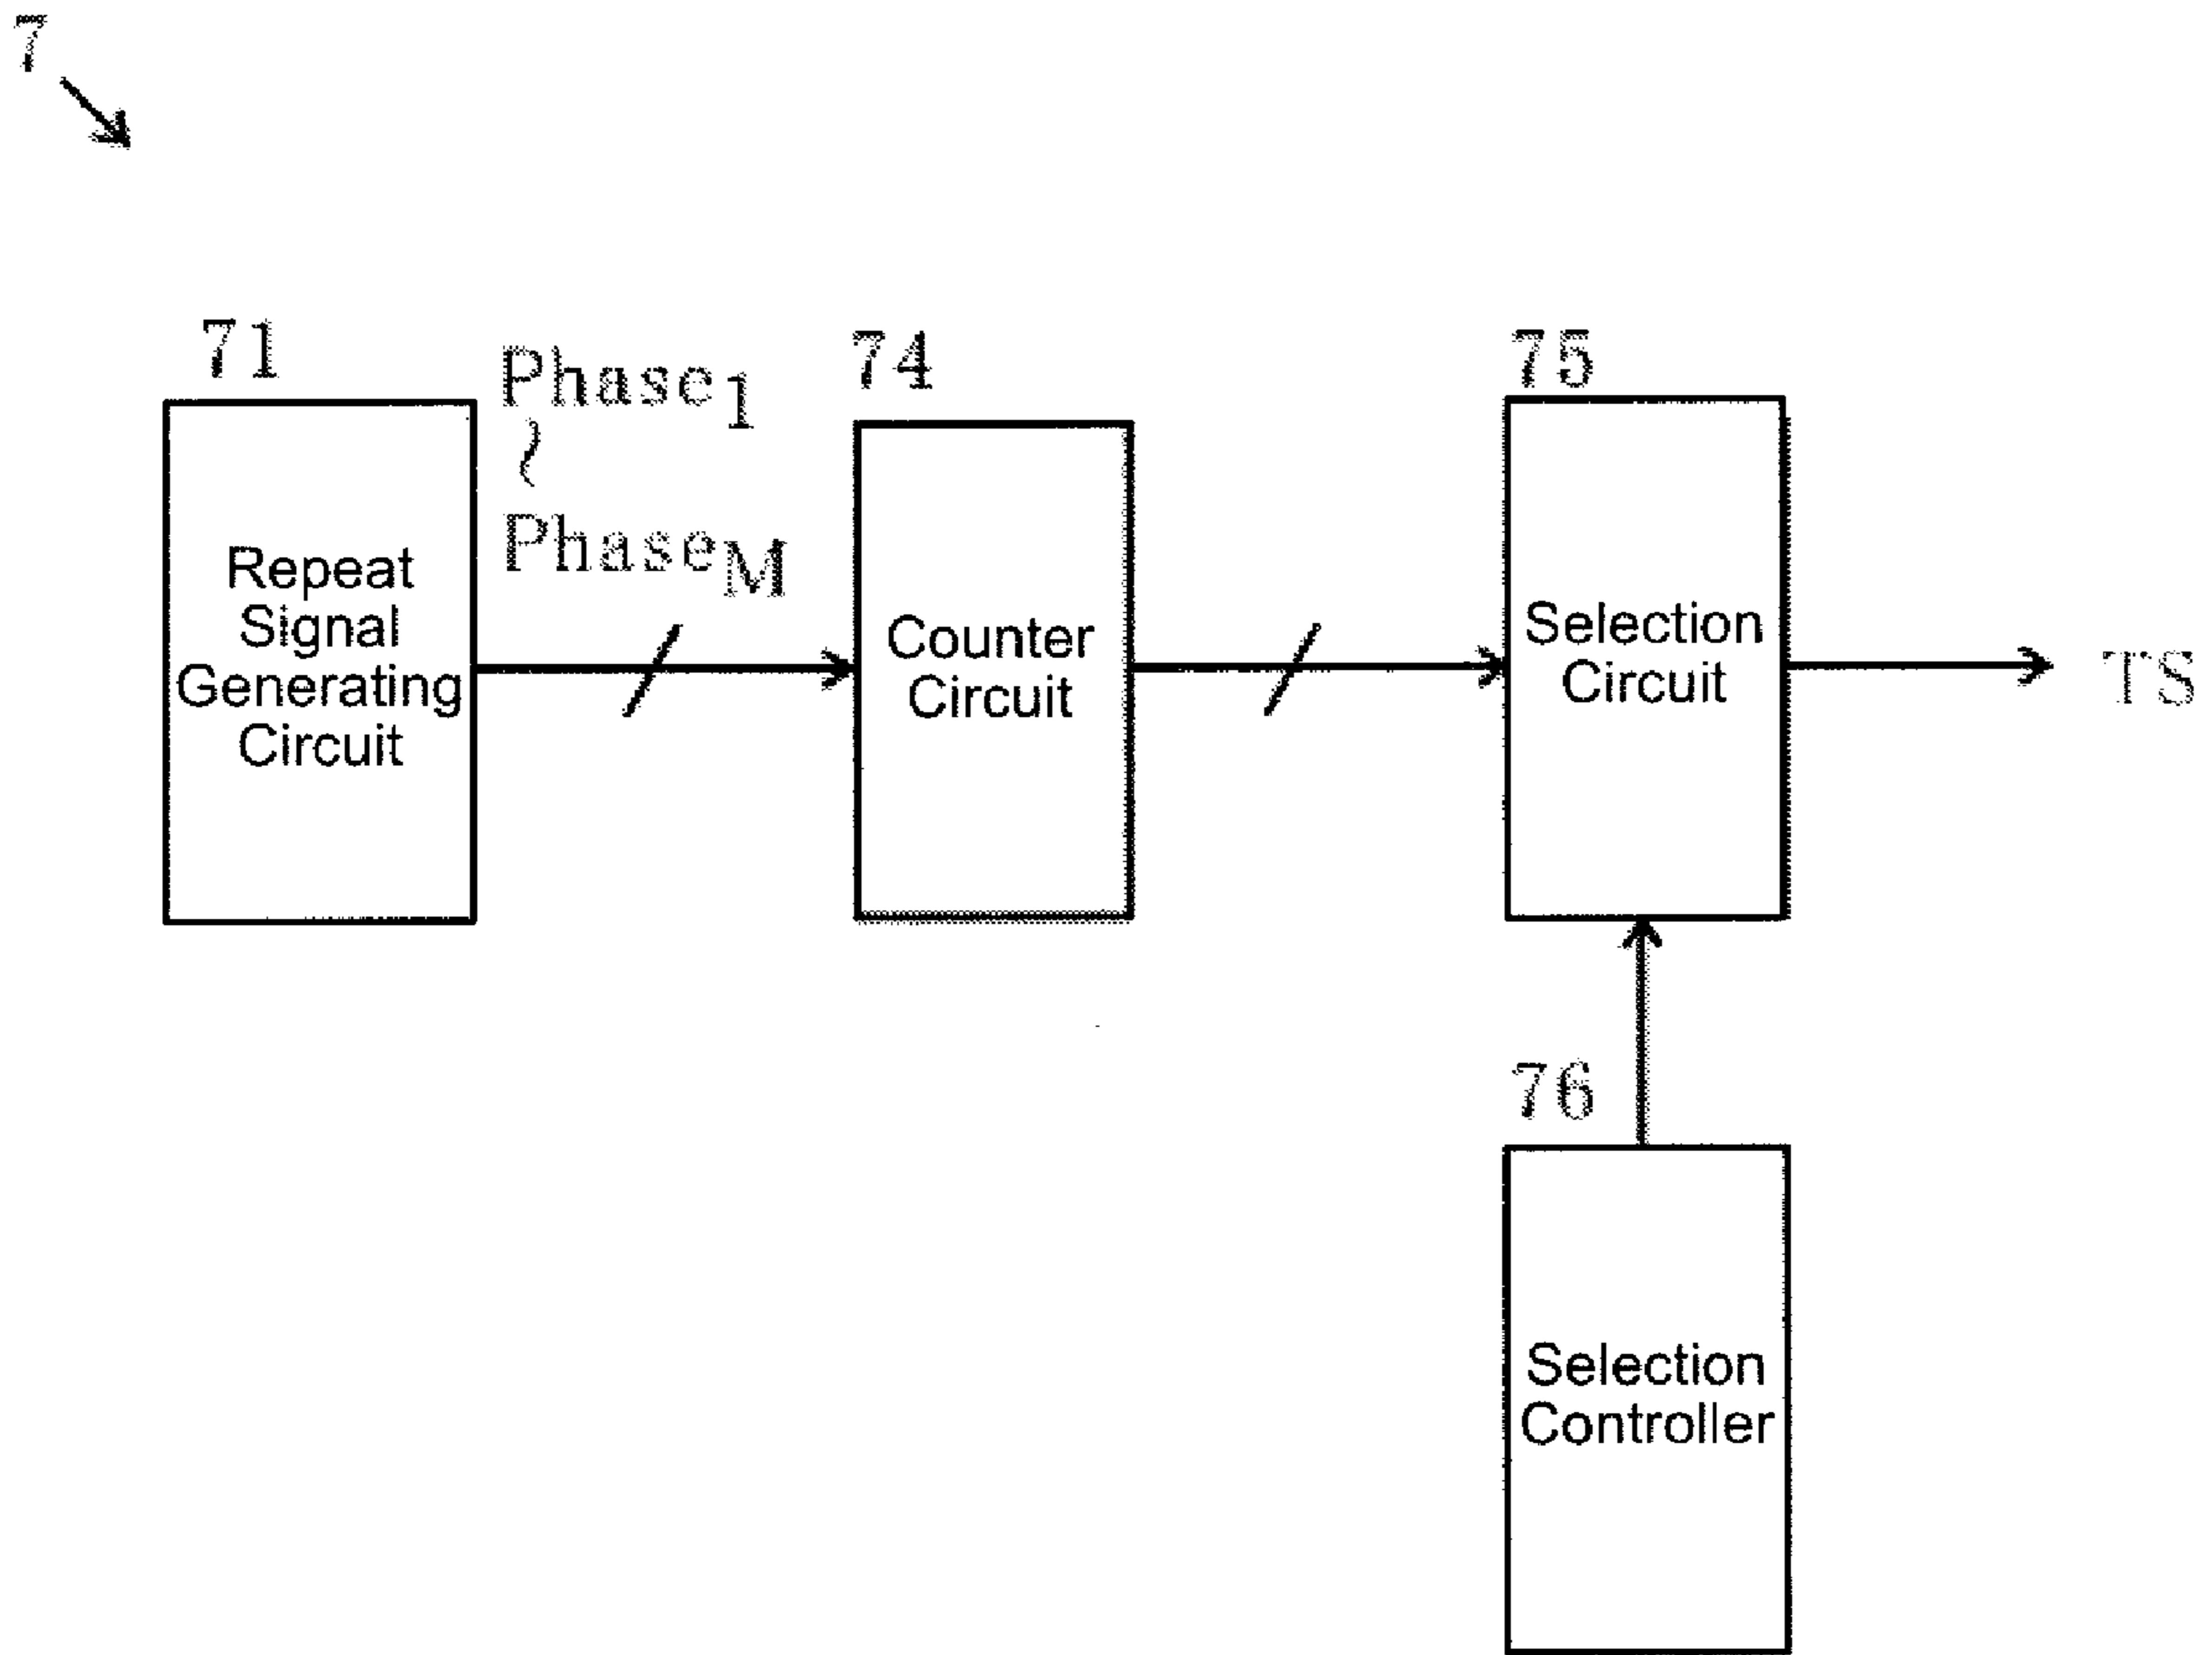 7
71
Phase1
~
PhaseM
74
75
Repeat
Signal
Generating
Circuit
Counter
Circuit
Selection
Circuit
TS
76
Selection
Controller